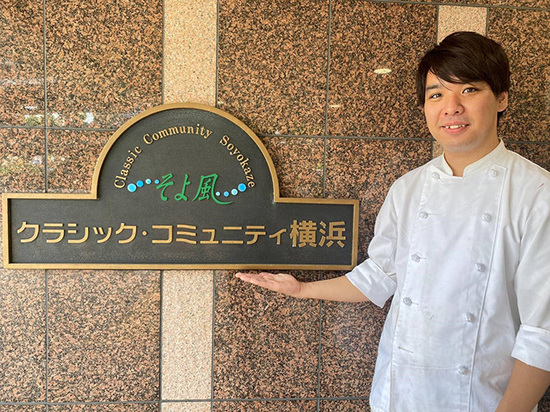 Classic Community Soyokaze
そよ風
クラシック・コミュニティ横浜